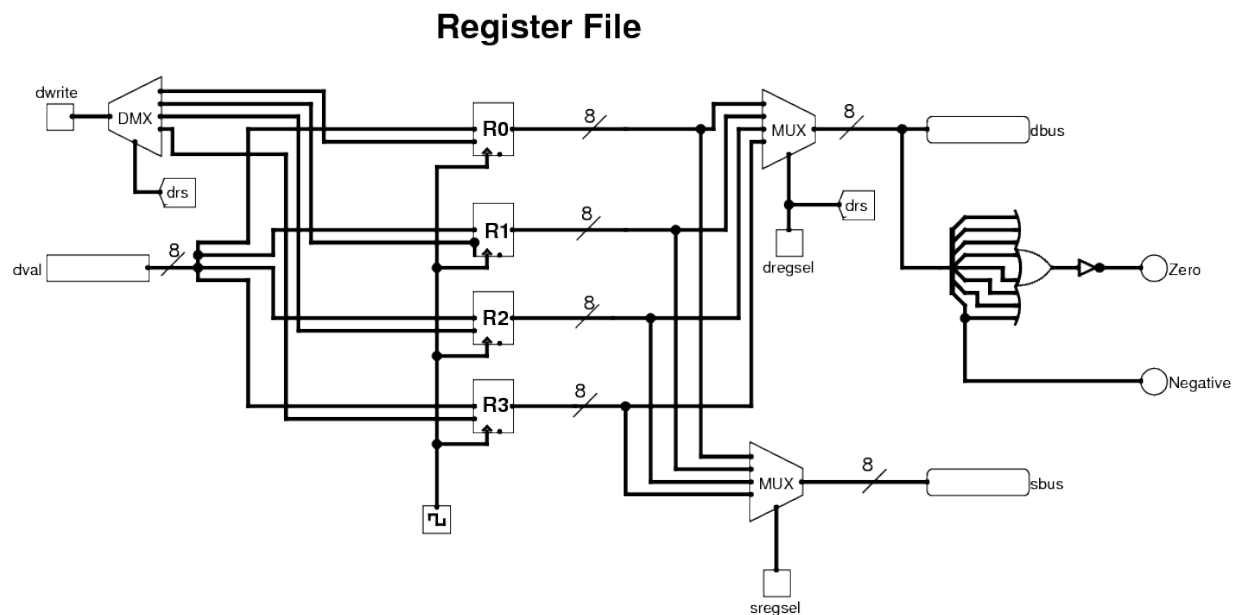 Register File
dwrite
DMX
drs
dval
8
R0
8
R1
8
R2
8
R3
8
MUX
8
dbus
drs
dregsel
Zero
Negative
MUX
8
sbus
sregsel